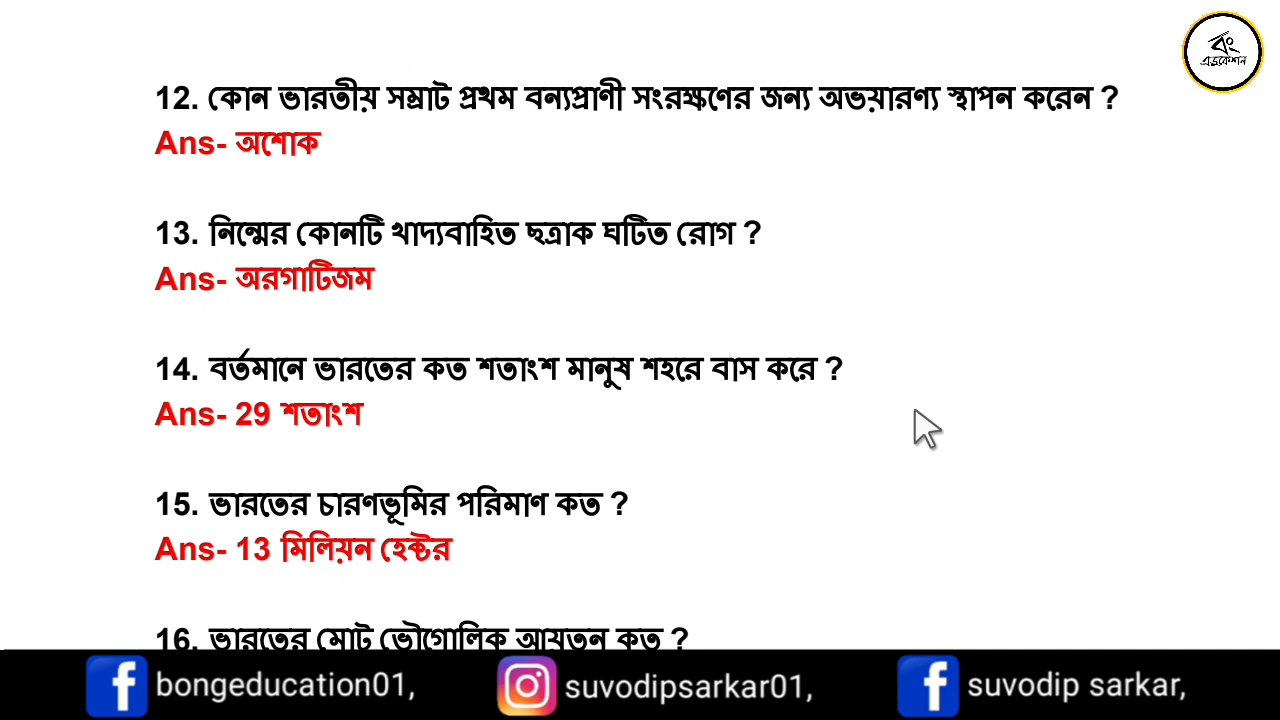 বং
এডুকেশন
12. কোন ভারতীয় সম্রাট প্রথম বন্যপ্রাণী সংরক্ষণের জন্য অভয়ারণ্য স্থাপন করেন ?
Ans- অশোক
13. নিন্মের কোনটি খাদ্যবাহিত ছত্রাক ঘটিত রোগ ?
Ans- অরগাটিজম
14. বর্তমানে ভারতের কত শতাংশ মানুষ শহরে বাস করে ?
Ans- 29 শতাংশ
15. ভারতের চারণভূমির পরিমাণ কত ?
Ans- 13 মিলিয়ন হেক্টর
16. ভারতের মোট ভৌগোলিক আয়তন কত ?
bongeducation01, suvodipsarkar01, suvodip sarkar,